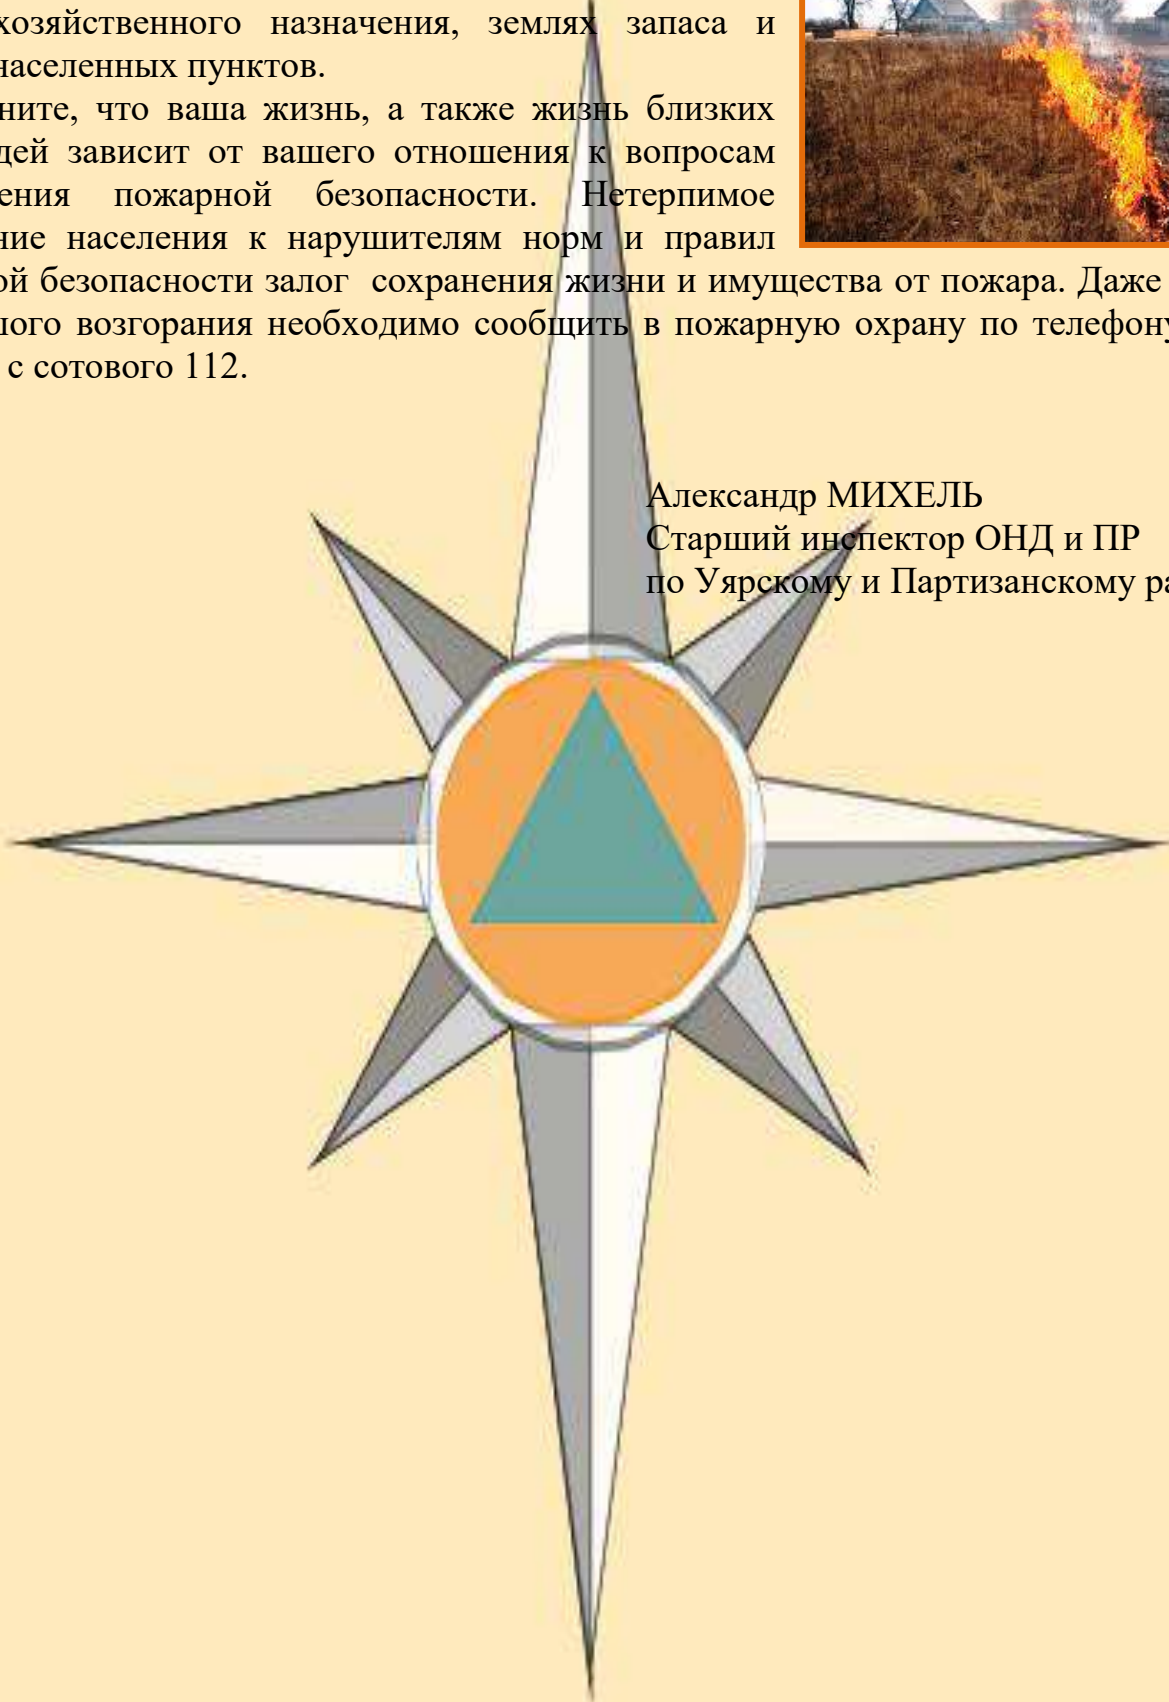 хозяйственного назначения, землях запаса и
населенных пунктов.
ните, что ваша жизнь, а также жизнь близких
дей зависит от вашего отношения к вопросам
ения пожарной безопасности. Нетерпимое
ние населения к нарушителям норм и правил
ой безопасности залог сохранения жизни и имущества от пожара. Даже
шого возгорания необходимо сообщить в пожарную охрану по телефону
с сотового 112.
Александр МИХЕЛЬ
Старший инспектор ОНД и ПР
по Уярскому и Партизанскому ра